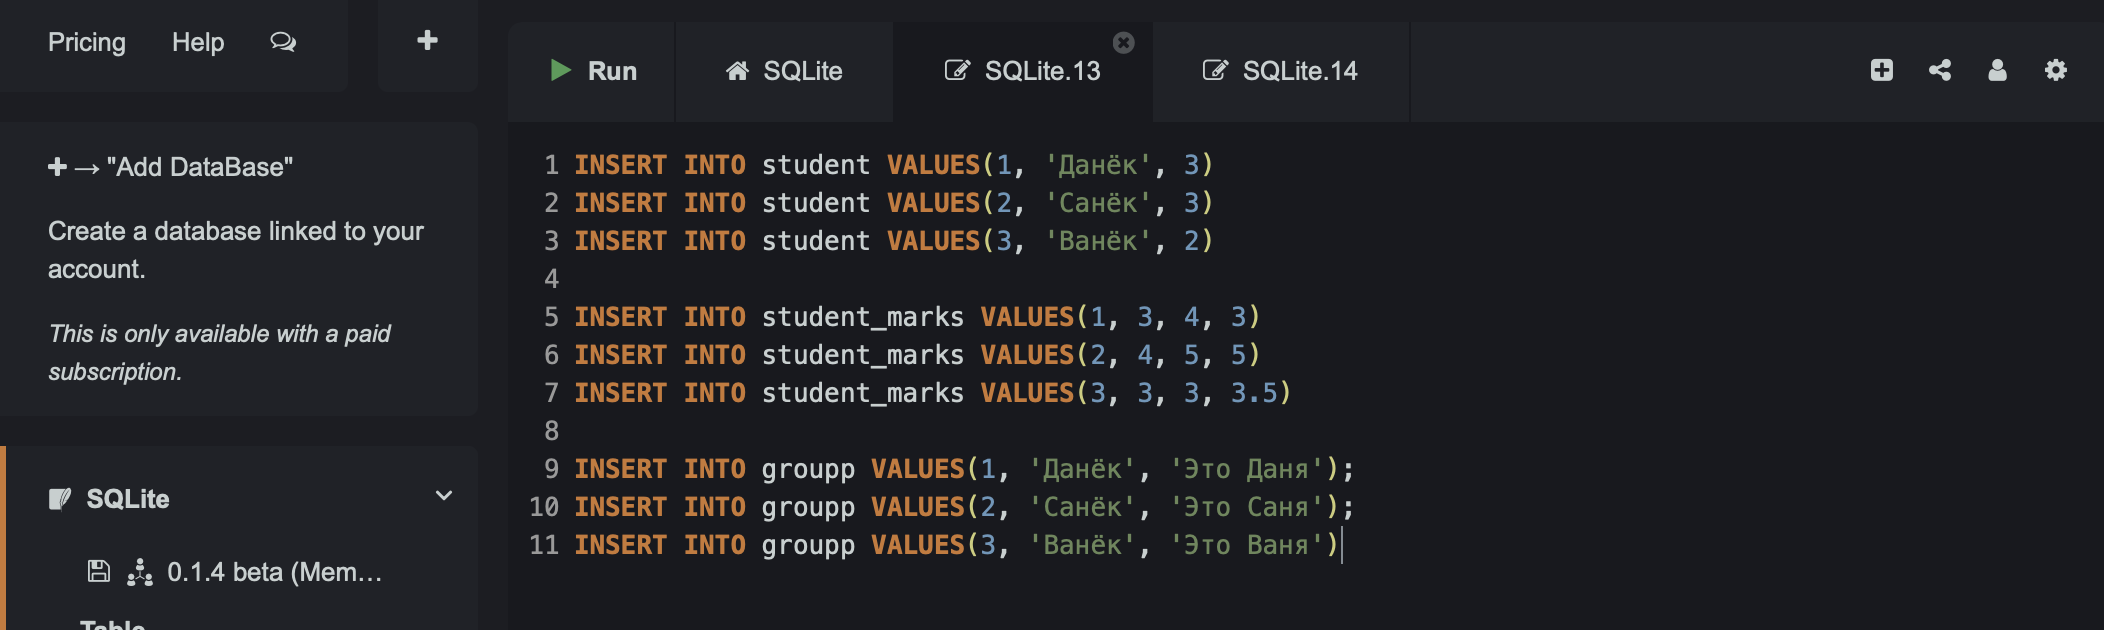 Pricing Help
Run SQLite SQLite.13 SQLite.14
→ "Add DataBase"
Create a database linked to your
account.
This is only available with a paid
subscription.
SQLite
0.1.4 beta (Mem...
Table
1 INSERT INTO student VALUES(1, 'Данёк', 3)
2 INSERT INTO student VALUES(2, 'Санёк', 3)
3 INSERT INTO student VALUES(3, 'Ванёк', 2)
4
5 INSERT INTO student_marks VALUES(1, 3, 4, 3)
6 INSERT INTO student_marks VALUES(2, 4, 5, 5)
7 INSERT INTO student_marks VALUES(3, 3, 3, 3.5)
8
9 INSERT INTO groupp VALUES(1, 'Данёк', 'Это Даня');
10 INSERT INTO groupp VALUES(2, 'Санёк', 'Это Саня');
11 INSERT INTO groupp VALUES(3, 'Ванёк', 'Это Ваня')